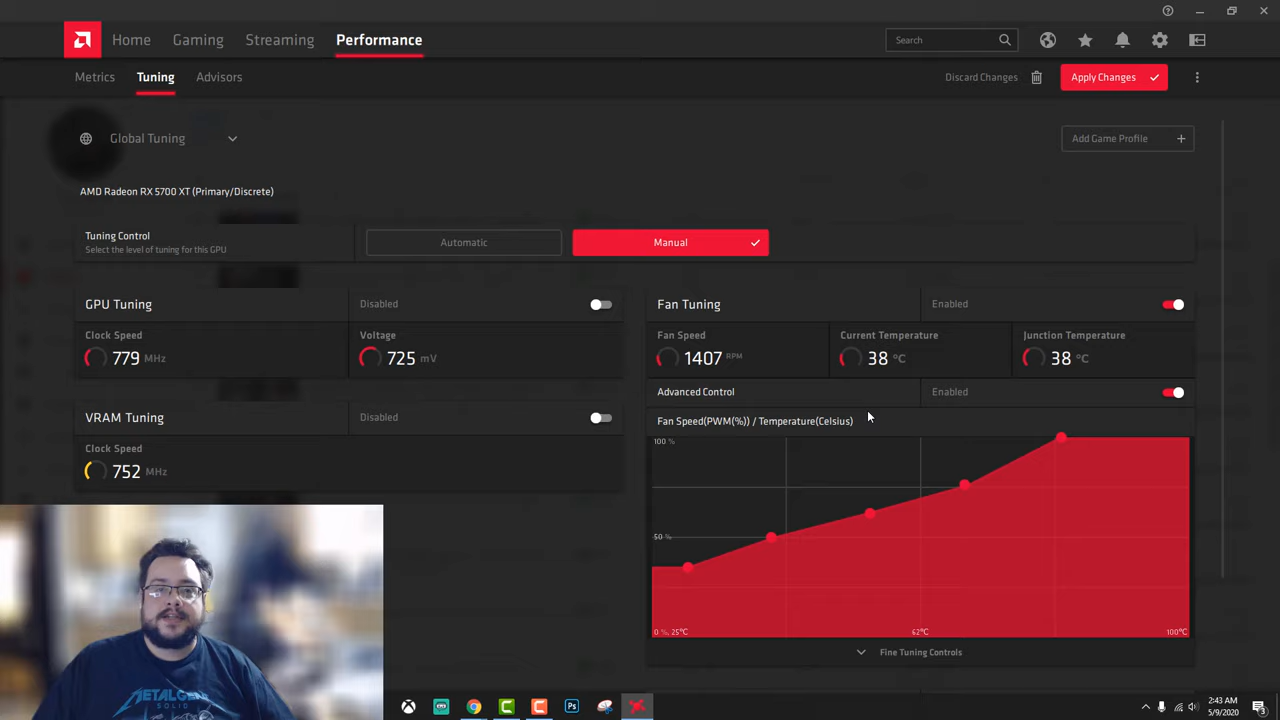 Home Gaming Streaming Performance Search
Metrics Tuning Advisors Discard Changes Apply Changes
Global Tuning Add Game Profile +
AMD Radeon RX 5700 XT (Primary/Discrete)
Tuning Control
Select the level of tuning for this GPU
Automatic Manual
GPU Tuning Disabled
Clock Speed Voltage
779 MHz 725 mV
VRAM Tuning Disabled
Clock Speed
752 MHz
Fan Tuning Enabled
Fan Speed Current Temperature Junction Temperature
1407 RPM 38 °C 38 °C
Advanced Control Enabled
Fan Speed(PWM(%)) / Temperature(Celsius)
100 %
50 %
0 %, 25°C 62°C 100°C
Fine Tuning Controls
METAL GEAR
SOLID
Ps
2:43 AM
5/9/2020